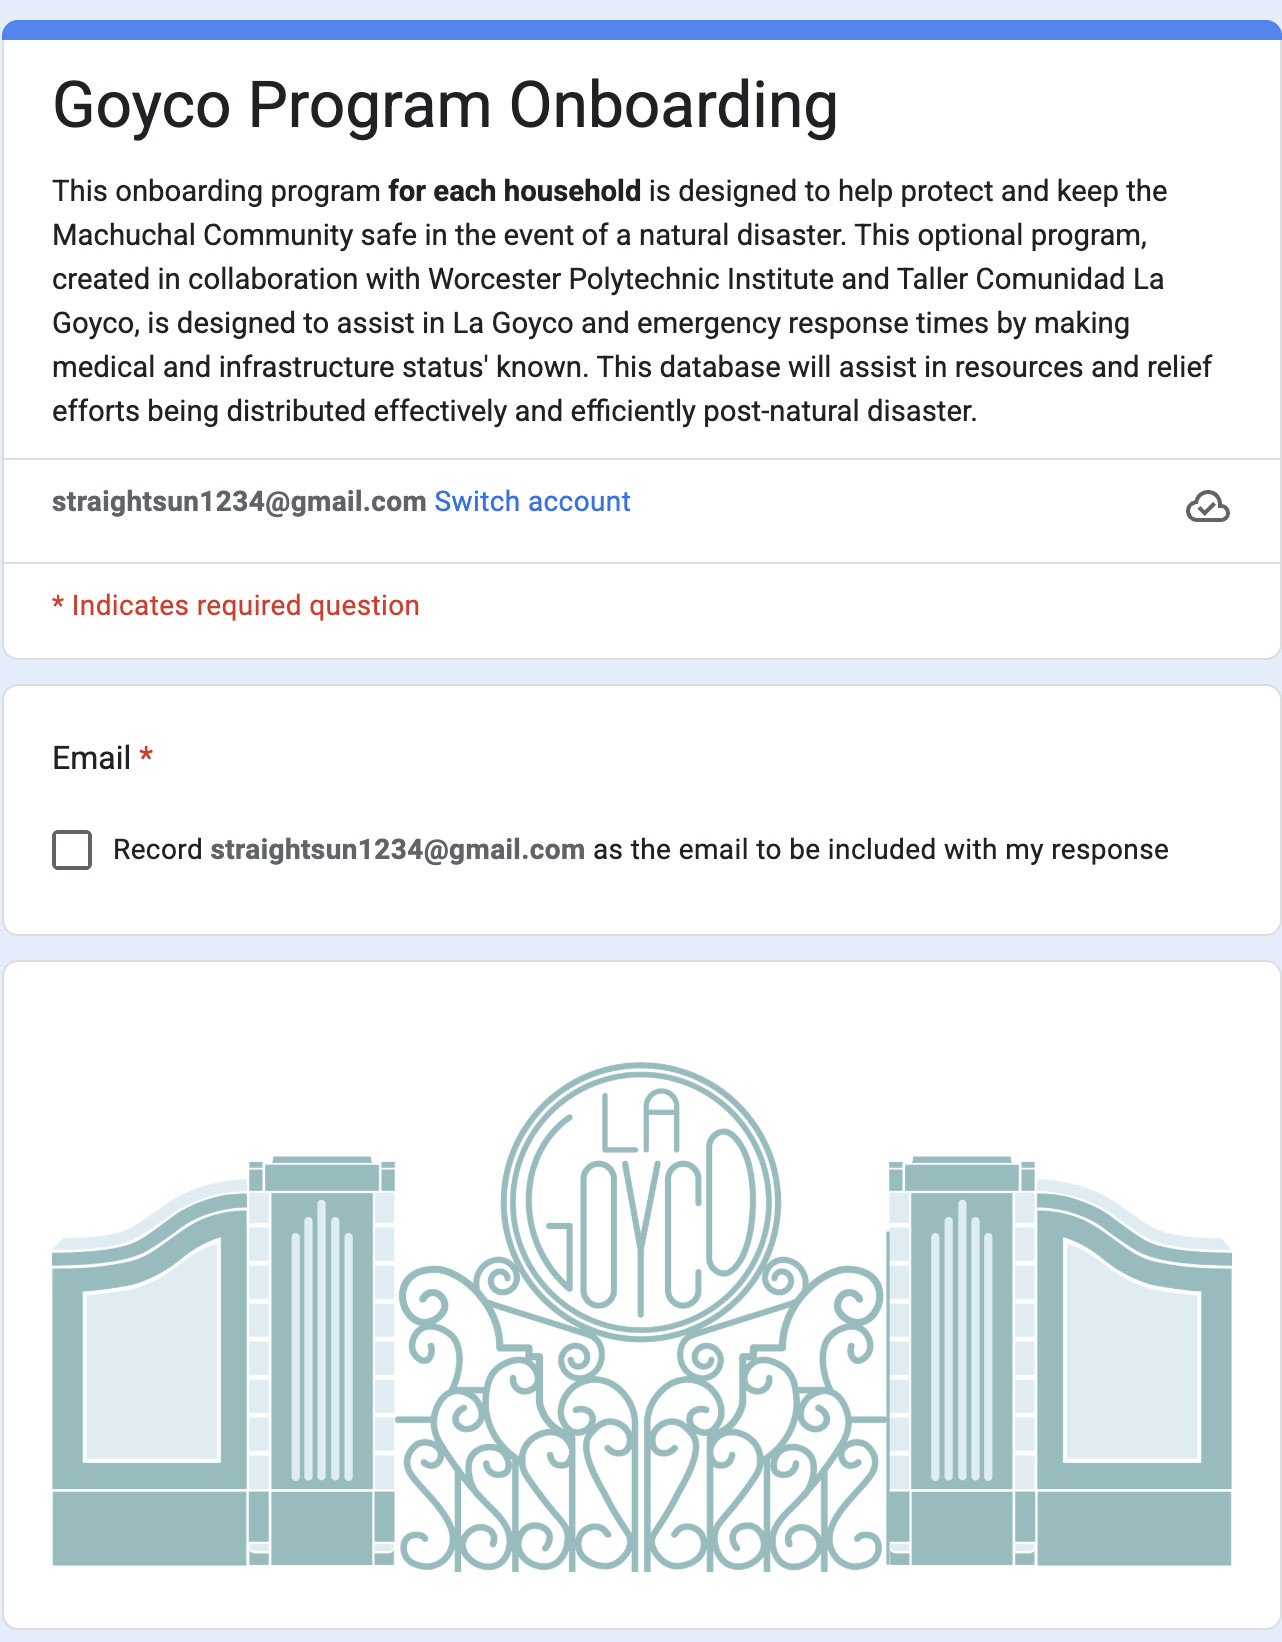 Goyco Program Onboarding
This onboarding program for each household is designed to help protect and keep the
Machuchal Community safe in the event of a natural disaster. This optional program,
created in collaboration with Worcester Polytechnic Institute and Taller Comunidad La
Goyco, is designed to assist in La Goyco and emergency response times by making
medical and infrastructure status' known. This database will assist in resources and relief
efforts being distributed effectively and efficiently post-natural disaster.
straightsun1234@gmail.com Switch account
* Indicates required question
Email *
Record straightsun1234@gmail.com as the email to be included with my response
LA
GOYCO